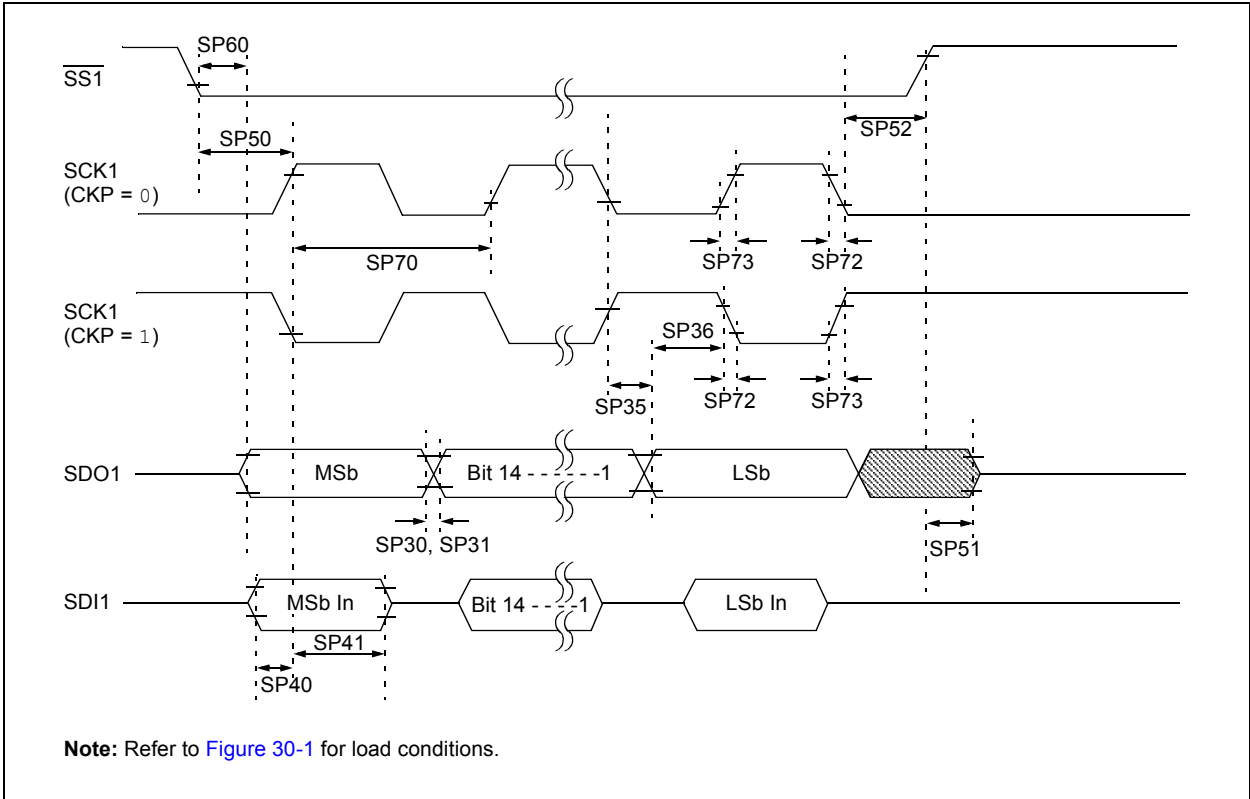 SP60
SS1
SP50
SP52
SCK1
(CKP = 0)
SP70
SP73
SP72
SCK1
(CKP = 1)
SP36
SP35
SP72
SP73
SDO1
MSb
Bit 14 - - - - - - -1
LSb
SP30, SP31
SP51
SDI1
MSb In
Bit 14 - - - - -1
LSb In
SP41
SP40
Note: Refer to Figure 30-1 for load conditions.